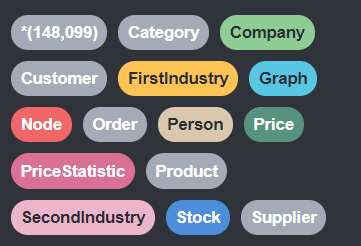 *(148,099) Category Company
Customer FirstIndustry Graph
Node Order Person Price
PriceStatistic Product
SecondIndustry Stock Supplier